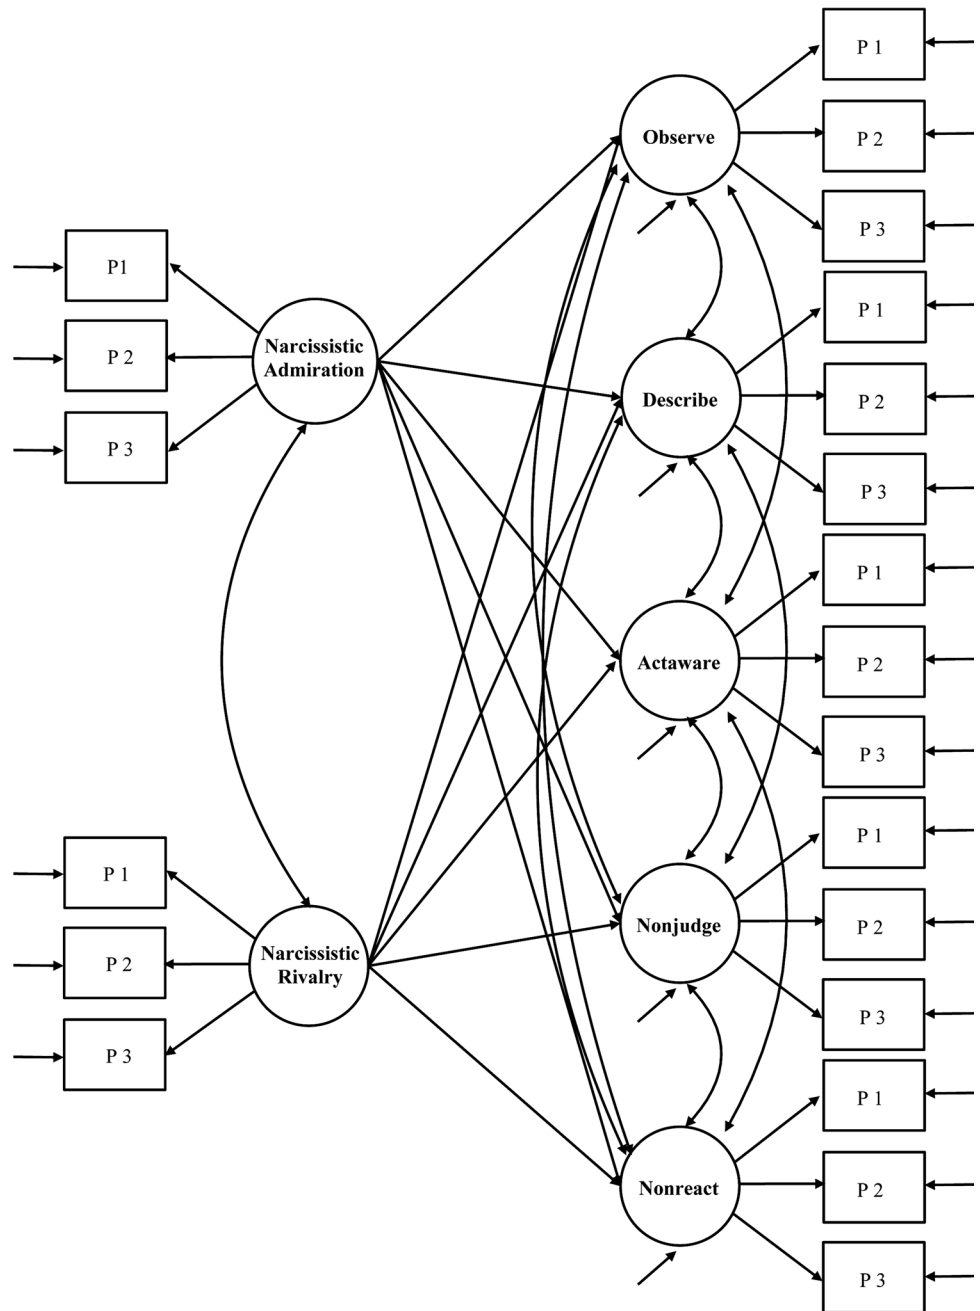 P 1
Observe
P 2
P 3
P1
P 2
P 3
Narcissistic
Admiration
P 1
Describe
P 2
P 3
P 1
Actaware
P 2
P 3
P 1
P 2
P 3
Narcissistic
Rivalry
P 1
Nonjudge
P 2
P 3
P 1
Nonreact
P 2
P 3